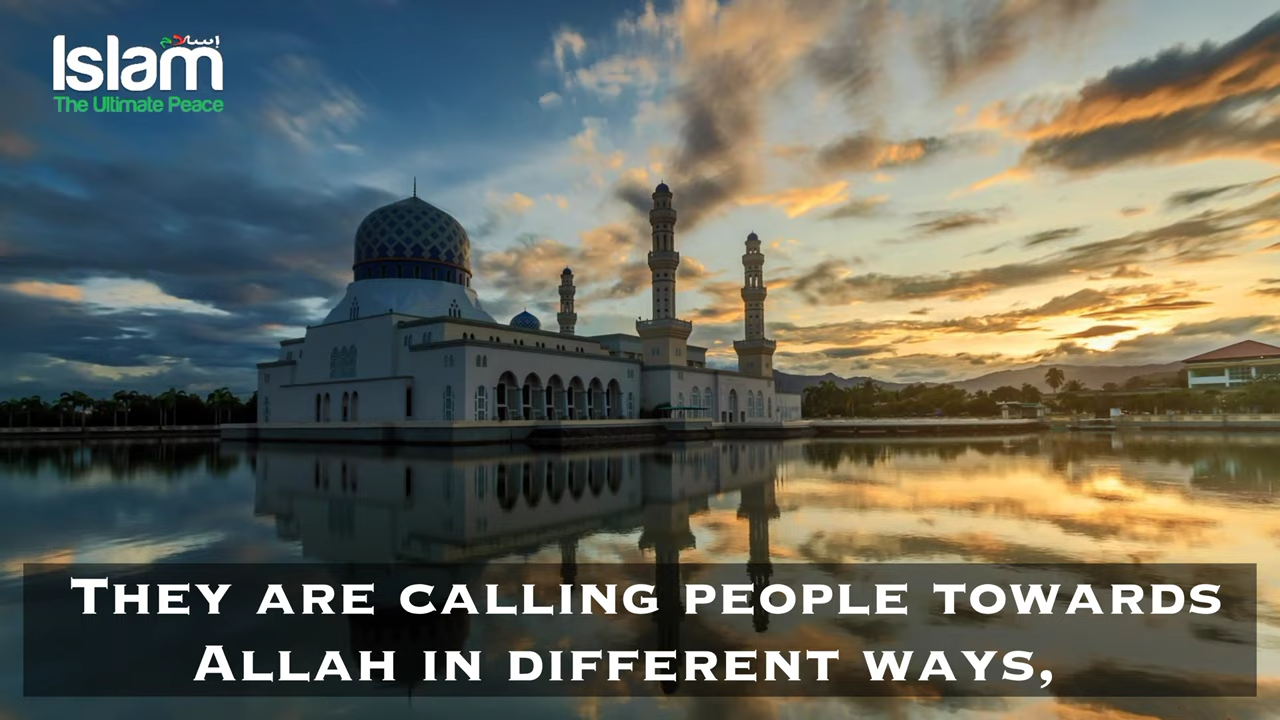 إسلام
Islam
The Ultimate Peace
They are calling people towards
Allah in different ways,